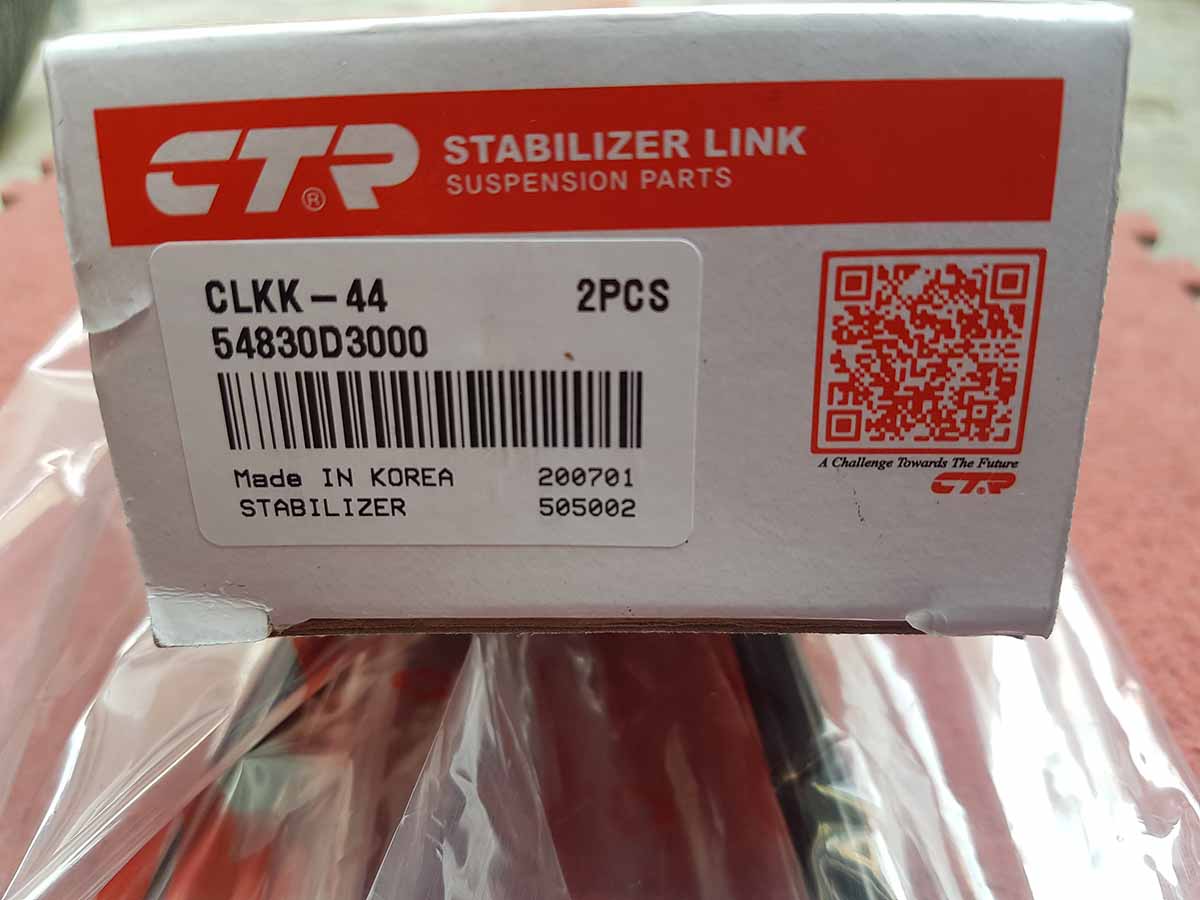 CTR® STABILIZER LINK
SUSPENSION PARTS
CLKK-44 2PCS
54830D3000
Made IN KOREA 200701
STABILIZER 505002
A Challenge Towards The Future
CTR